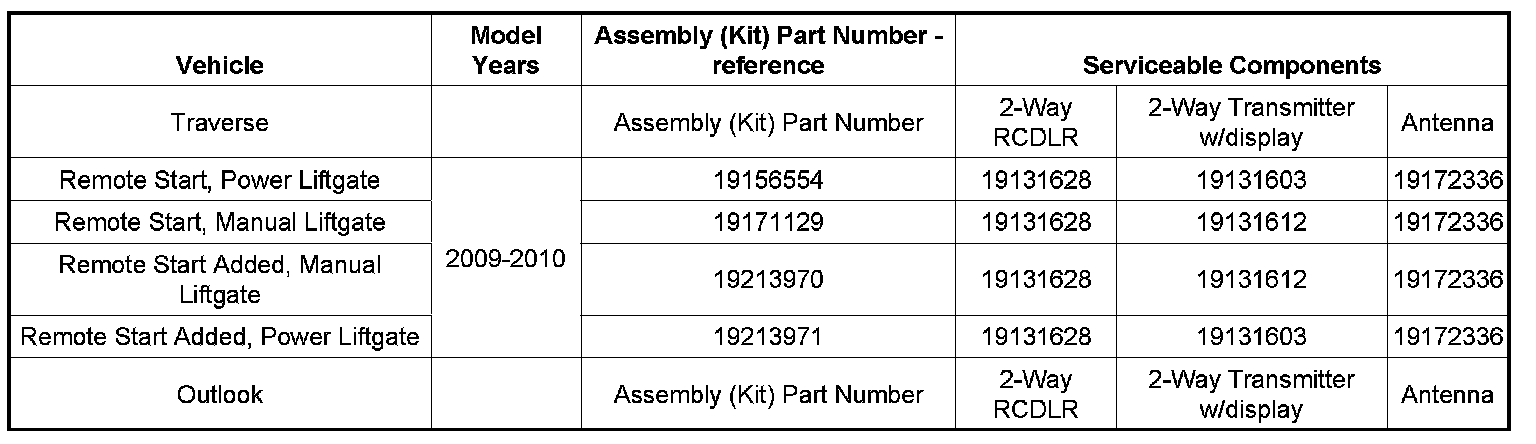 Vehicle
Model
Years
Assembly (Kit) Part Number -
reference
Serviceable Components
Traverse
Assembly (Kit) Part Number
2-Way
RCDLR
2-Way Transmitter
w/display
Antenna
Remote Start, Power Liftgate
2009-2010
19156554
19131628
19131603
19172336
Remote Start, Manual Liftgate
19171129
19131628
19131612
19172336
Remote Start Added, Manual
Liftgate
19213970
19131628
19131612
19172336
Remote Start Added, Power Liftgate
19213971
19131628
19131603
19172336
Outlook
Assembly (Kit) Part Number
2-Way
RCDLR
2-Way Transmitter
w/display
Antenna